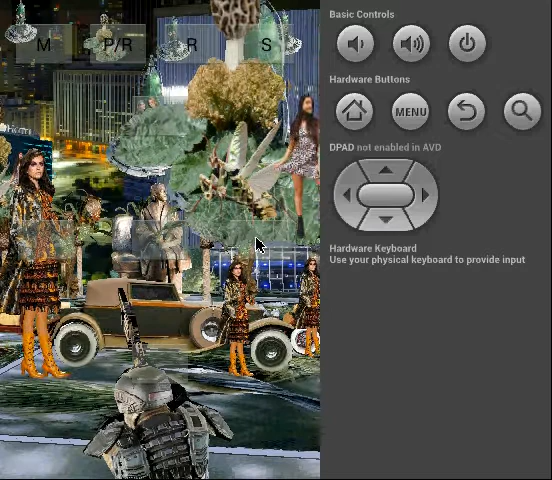 Basic Controls
M P/R R S
Hardware Buttons
MENU
DPAD not enabled in AVD
Hardware Keyboard
Use your physical keyboard to provide input